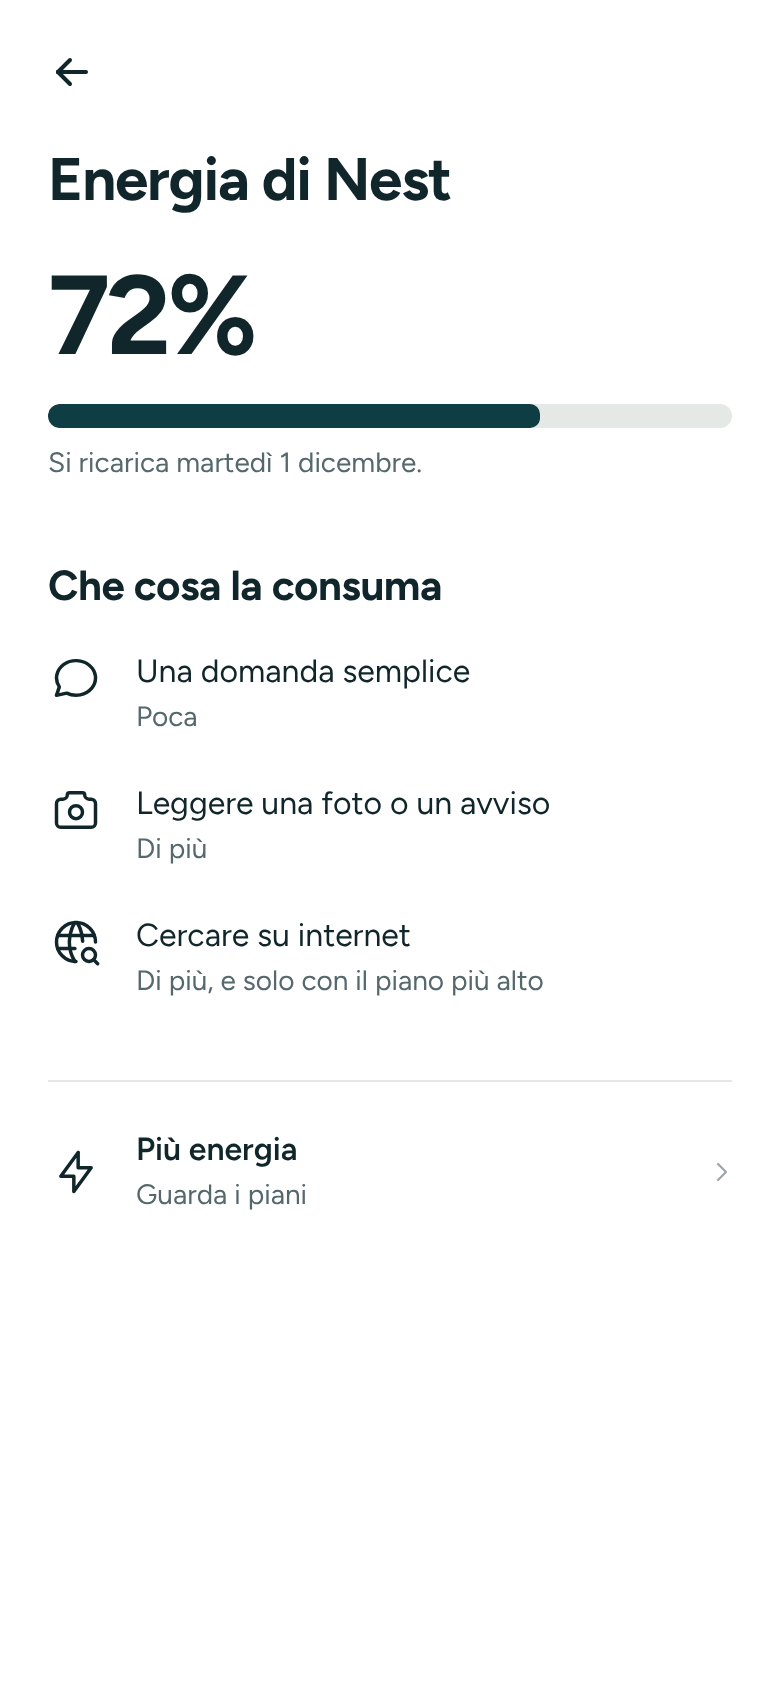 Energia di Nest
72%
Si ricarica martedì 1 dicembre.
Che cosa la consuma
Una domanda semplice
Poca
Leggere una foto o un avviso
Di più
Cercare su internet
Di più, e solo con il piano più alto
Più energia
Guarda i piani